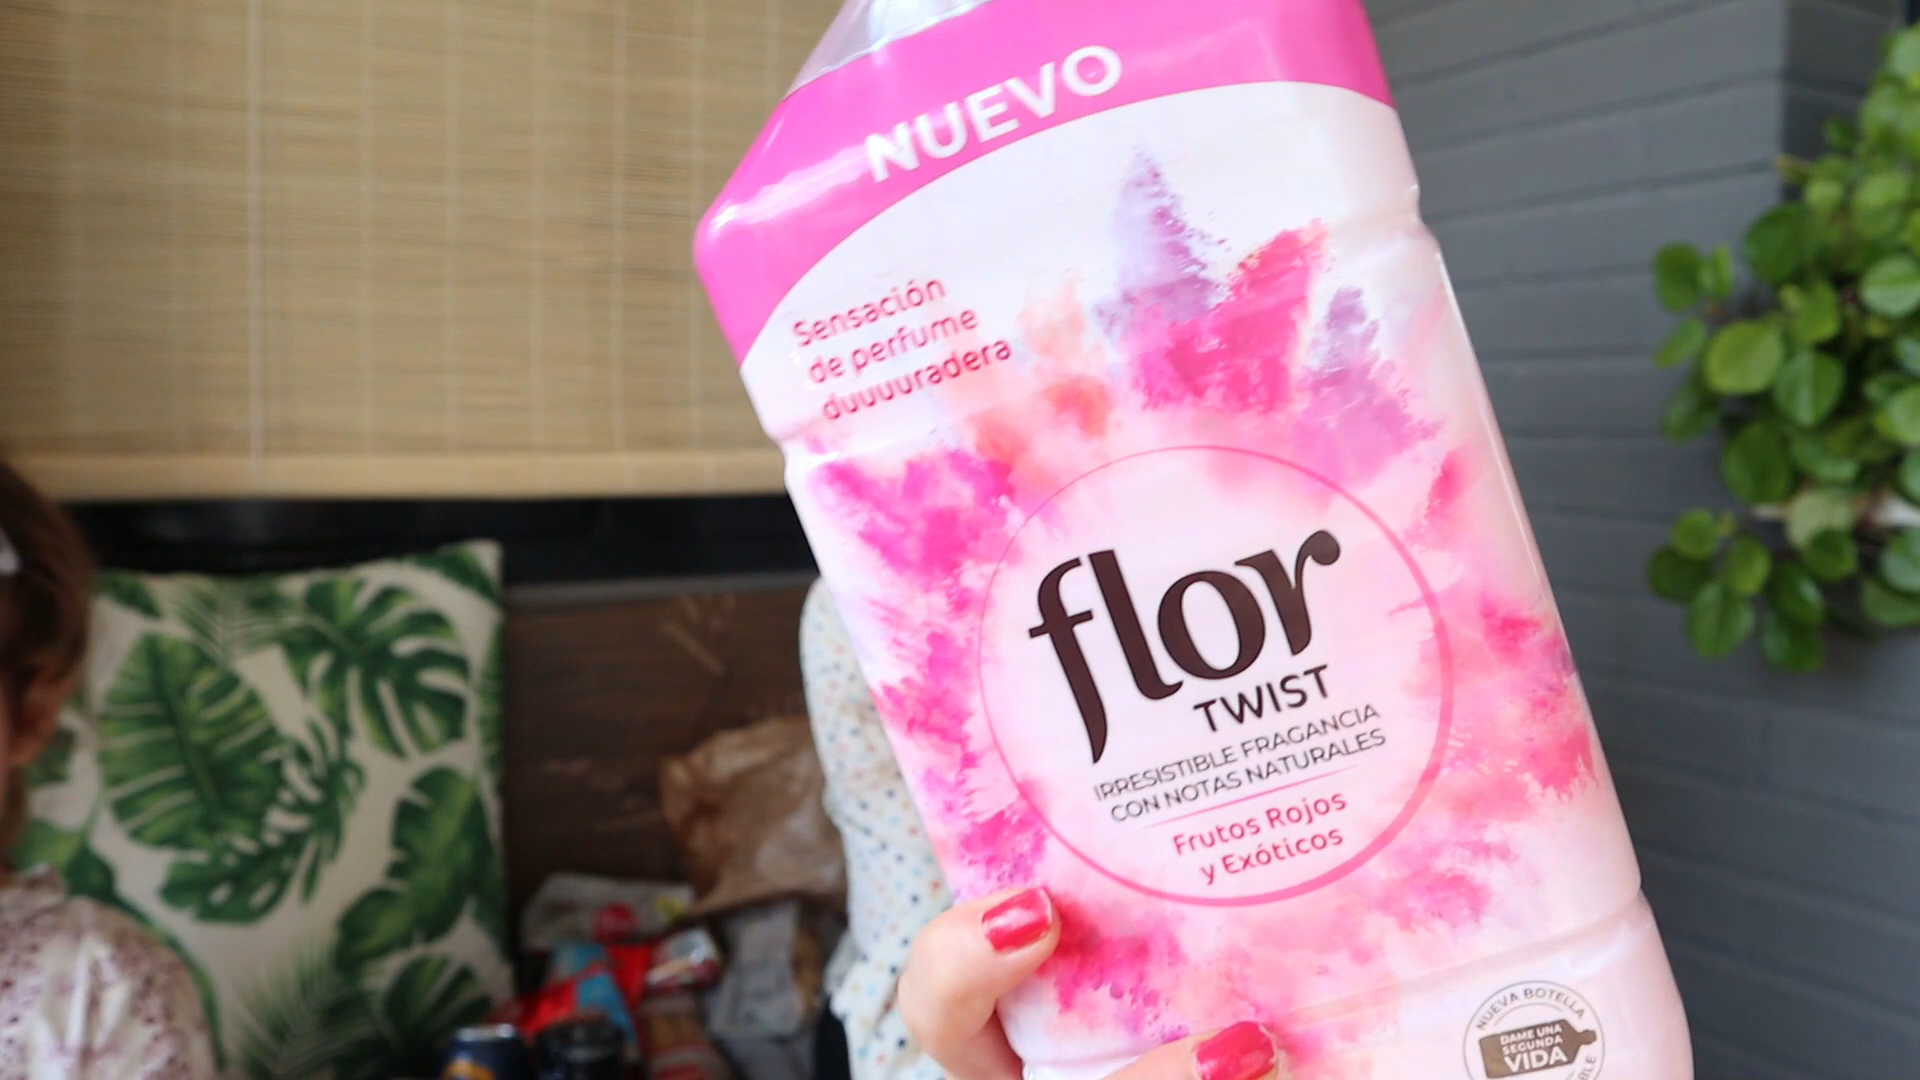 NUEVO
Sensación
de perfume
duuuuradera
flor
TWIST
IRRESISTIBLE FRAGANCIA
CON NOTAS NATURALES
Frutos Rojos
y Exóticos
NUEVA BOTELLA
DAME UNA
SEGUNDA
VIDA